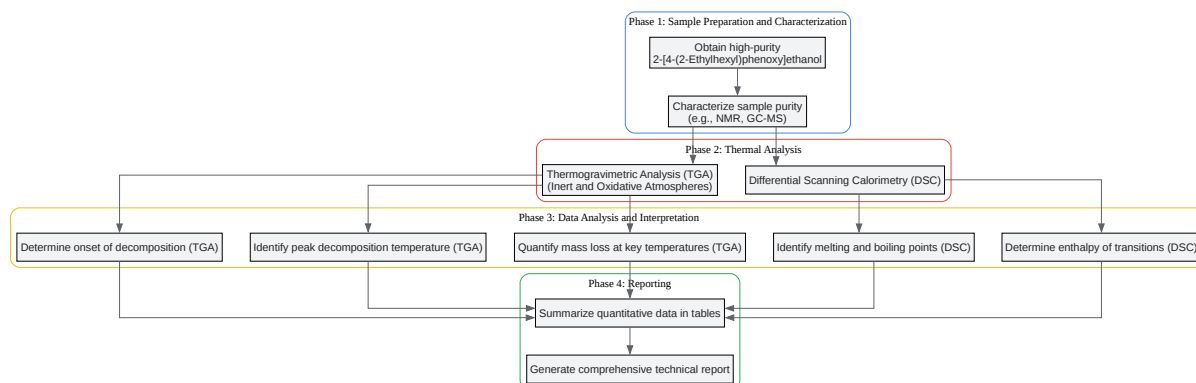 Phase 1: Sample Preparation and Characterization
Obtain high-purity
2-[4-(2-Ethylhexyl)phenoxy]ethanol
Characterize sample purity
(e.g., NMR, GC-MS)
Phase 2: Thermal Analysis
Thermogravimetric Analysis (TGA)
(Inert and Oxidative Atmospheres)
Differential Scanning Calorimetry (DSC)
Phase 3: Data Analysis and Interpretation
Determine onset of decomposition (TGA)
Identify peak decomposition temperature (TGA)
Quantify mass loss at key temperatures (TGA)
Identify melting and boiling points (DSC)
Determine enthalpy of transitions (DSC)
Phase 4: Reporting
Summarize quantitative data in tables
Generate comprehensive technical report